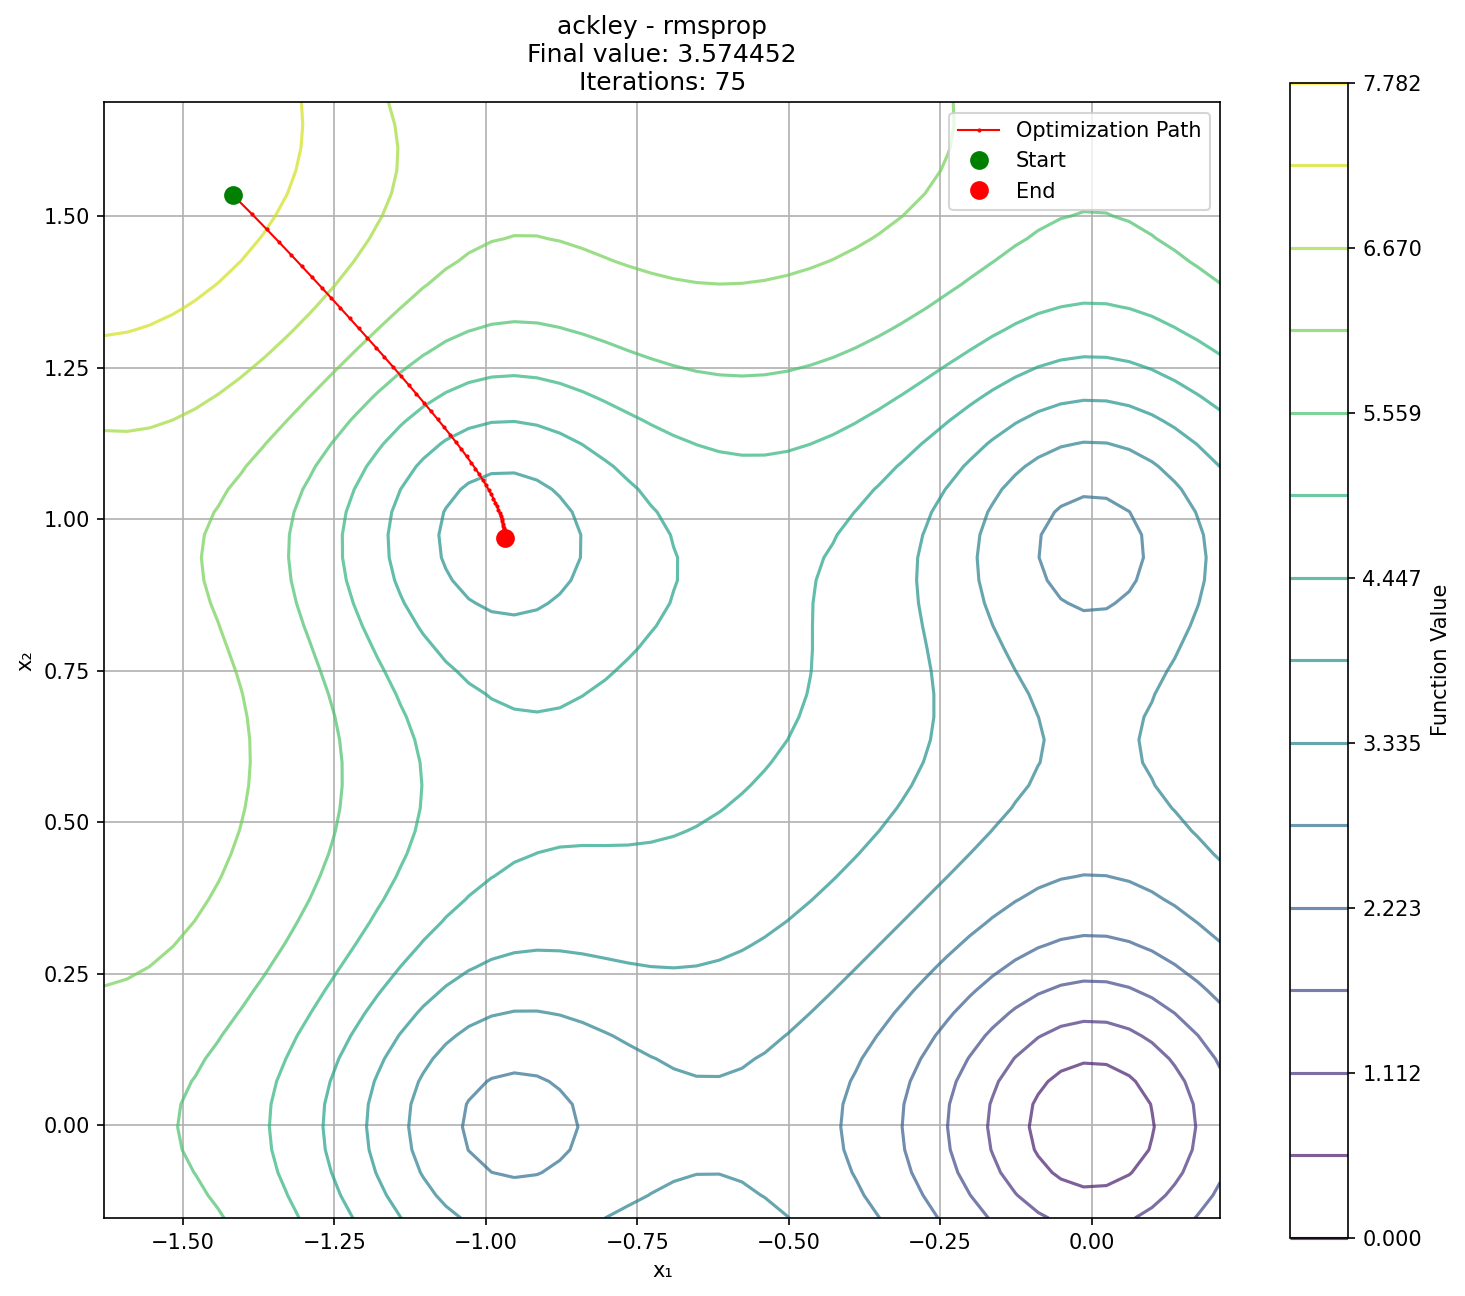 ackley - rmsprop
Final value: 3.574452
Iterations: 75
Optimization Path
Start
End
1.50
1.25
1.00
0.75
0.50
0.25
0.00
x₂
−1.50
−1.25
−1.00
−0.75
−0.50
−0.25
0.00
x₁
7.782
6.670
5.559
4.447
3.335
2.223
1.112
0.000
Function Value